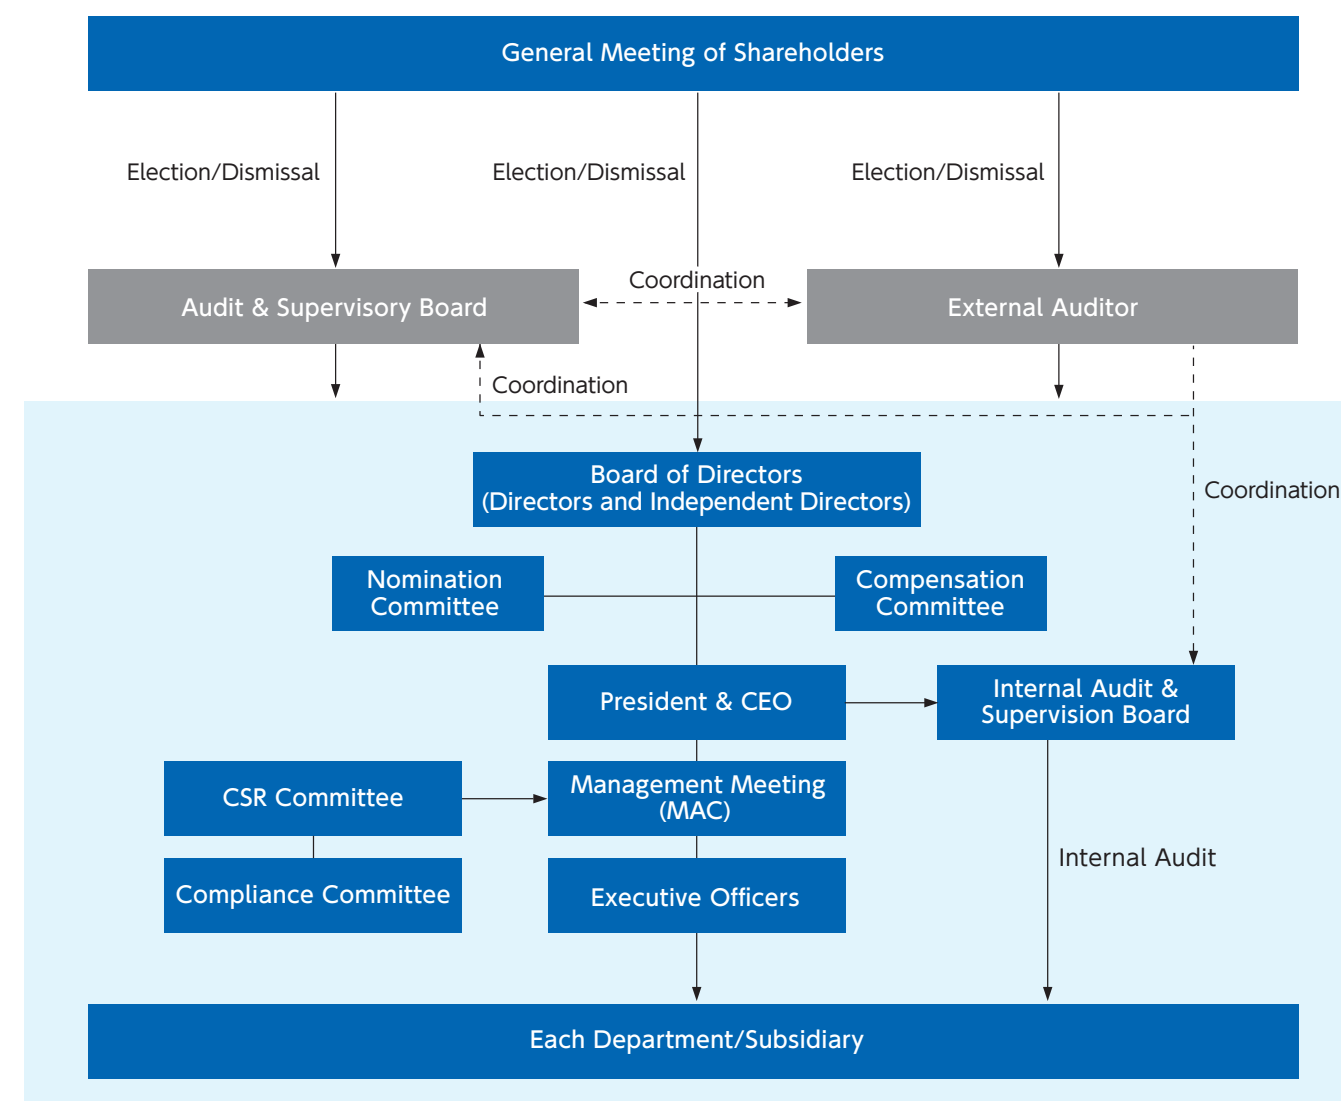 General Meeting of Shareholders
Election/Dismissal
Election/Dismissal
Election/Dismissal
Audit & Supervisory Board
Coordination
External Auditor
Coordination
Board of Directors
(Directors and Independent Directors)
Coordination
Nomination
Committee
Compensation
Committee
President & CEO
Internal Audit &
Supervision Board
CSR Committee
Management Meeting
(MAC)
Internal Audit
Compliance Committee
Executive Officers
Each Department/Subsidiary